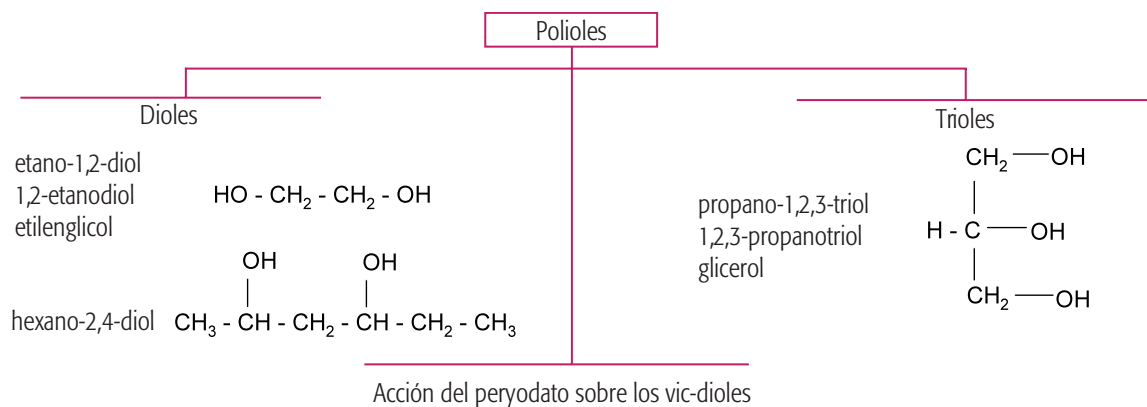 Polioles
Dioles
etano-1,2-diol
1,2-etanodiol
etilenglicol
HO - CH₂ - CH₂ - OH
OH OH
hexano-2,4-diol CH₃ - CH - CH₂ - CH - CH₂ - CH₃
Trioles
CH₂ OH
propano-1,2,3-triol
1,2,3-propanotriol
glicerol
H - C OH
CH₂ OH
Acción del peryodato sobre los vic-dioles